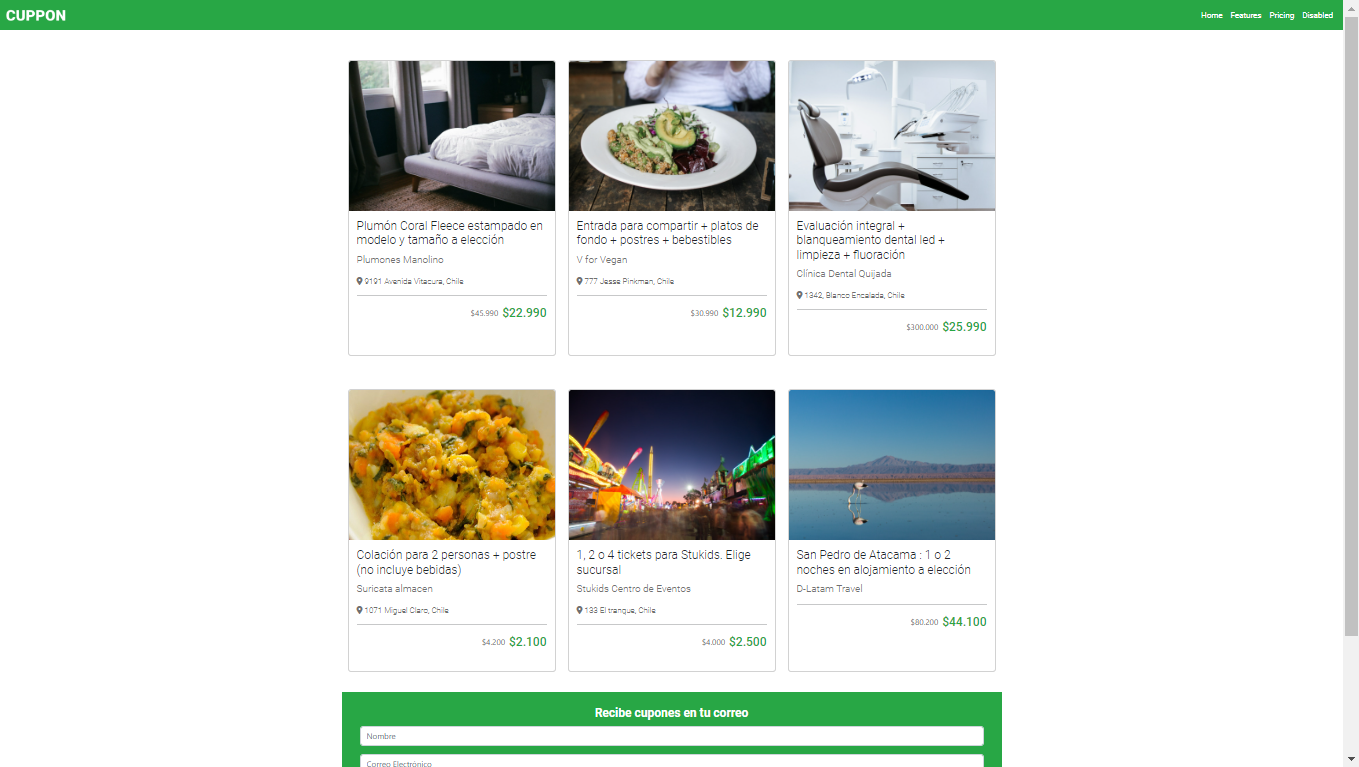 CUPPON
Home Features Pricing Disabled
Plumón Coral Fleece estampado en
modelo y tamaño a elección
Plumones Manolino
9191 Avenida Vitacura, Chile
$45.990 $22.990
Entrada para compartir + platos de
fondo + postres + bebestibles
V for Vegan
777 Jesse Pinkman, Chile
$30.990 $12.990
Evaluación integral +
blanqueamiento dental led +
limpieza + fluoración
Clínica Dental Quijada
1342, Blanco Encalada, Chile
$300.000 $25.990
Colación para 2 personas + postre
(no incluye bebidas)
Suricata almacen
1071 Miguel Claro, Chile
$4.200 $2.100
1, 2 o 4 tickets para Stukids. Elige
sucursal
Stukids Centro de Eventos
133 El tranque, Chile
$4.000 $2.500
San Pedro de Atacama : 1 o 2
noches en alojamiento a elección
D-Latam Travel
$80.200 $44.100
Recibe cupones en tu correo
Nombre
Correo Electrónico